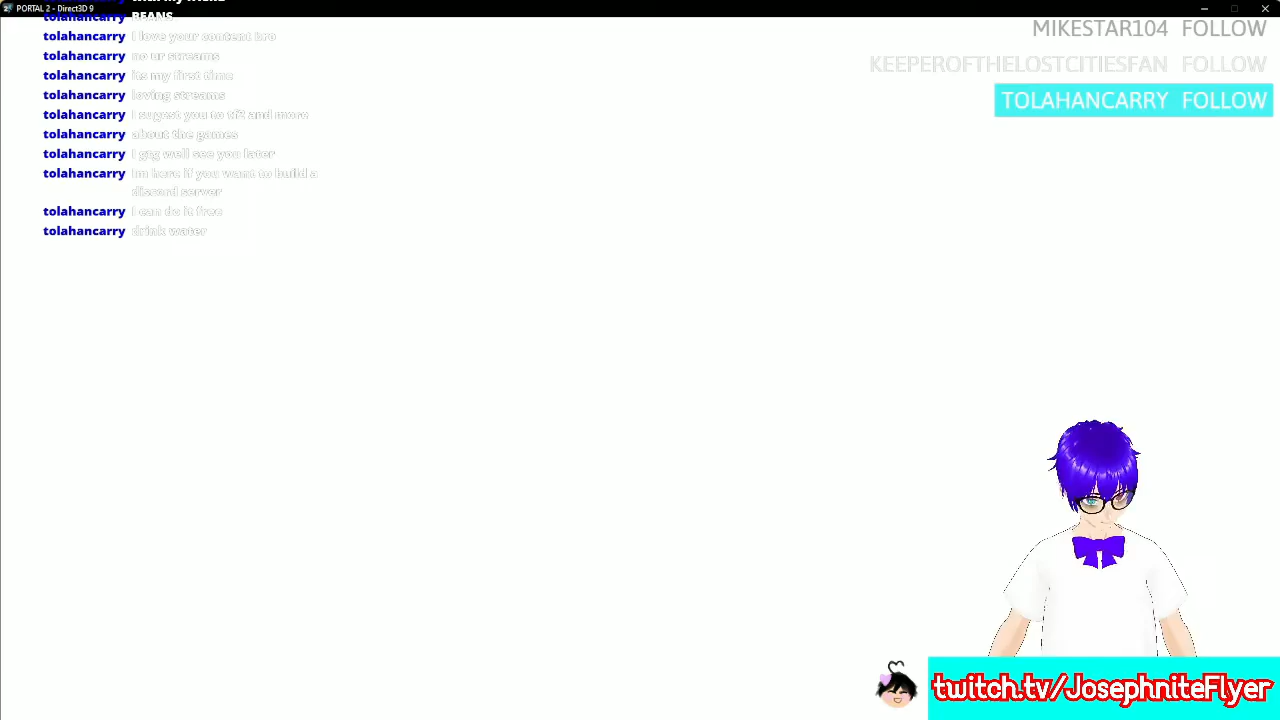 PORTAL 2 - Direct3D 9
tolahancarry BEANS
tolahancarry I love your content bro
tolahancarry no ur streams
tolahancarry its my first time
tolahancarry loving streams
tolahancarry I sugest you to tf2 and more
tolahancarry about the games
tolahancarry I gtg well see you later
tolahancarry Im here if you want to build a
discord server
tolahancarry I can do it free
tolahancarry drink water
MIKESTAR104 FOLLOW
KEEPEROFTHELOSTCITIESFAN FOLLOW
TOLAHANCARRY FOLLOW
twitch.tv/JosephniteFlyer